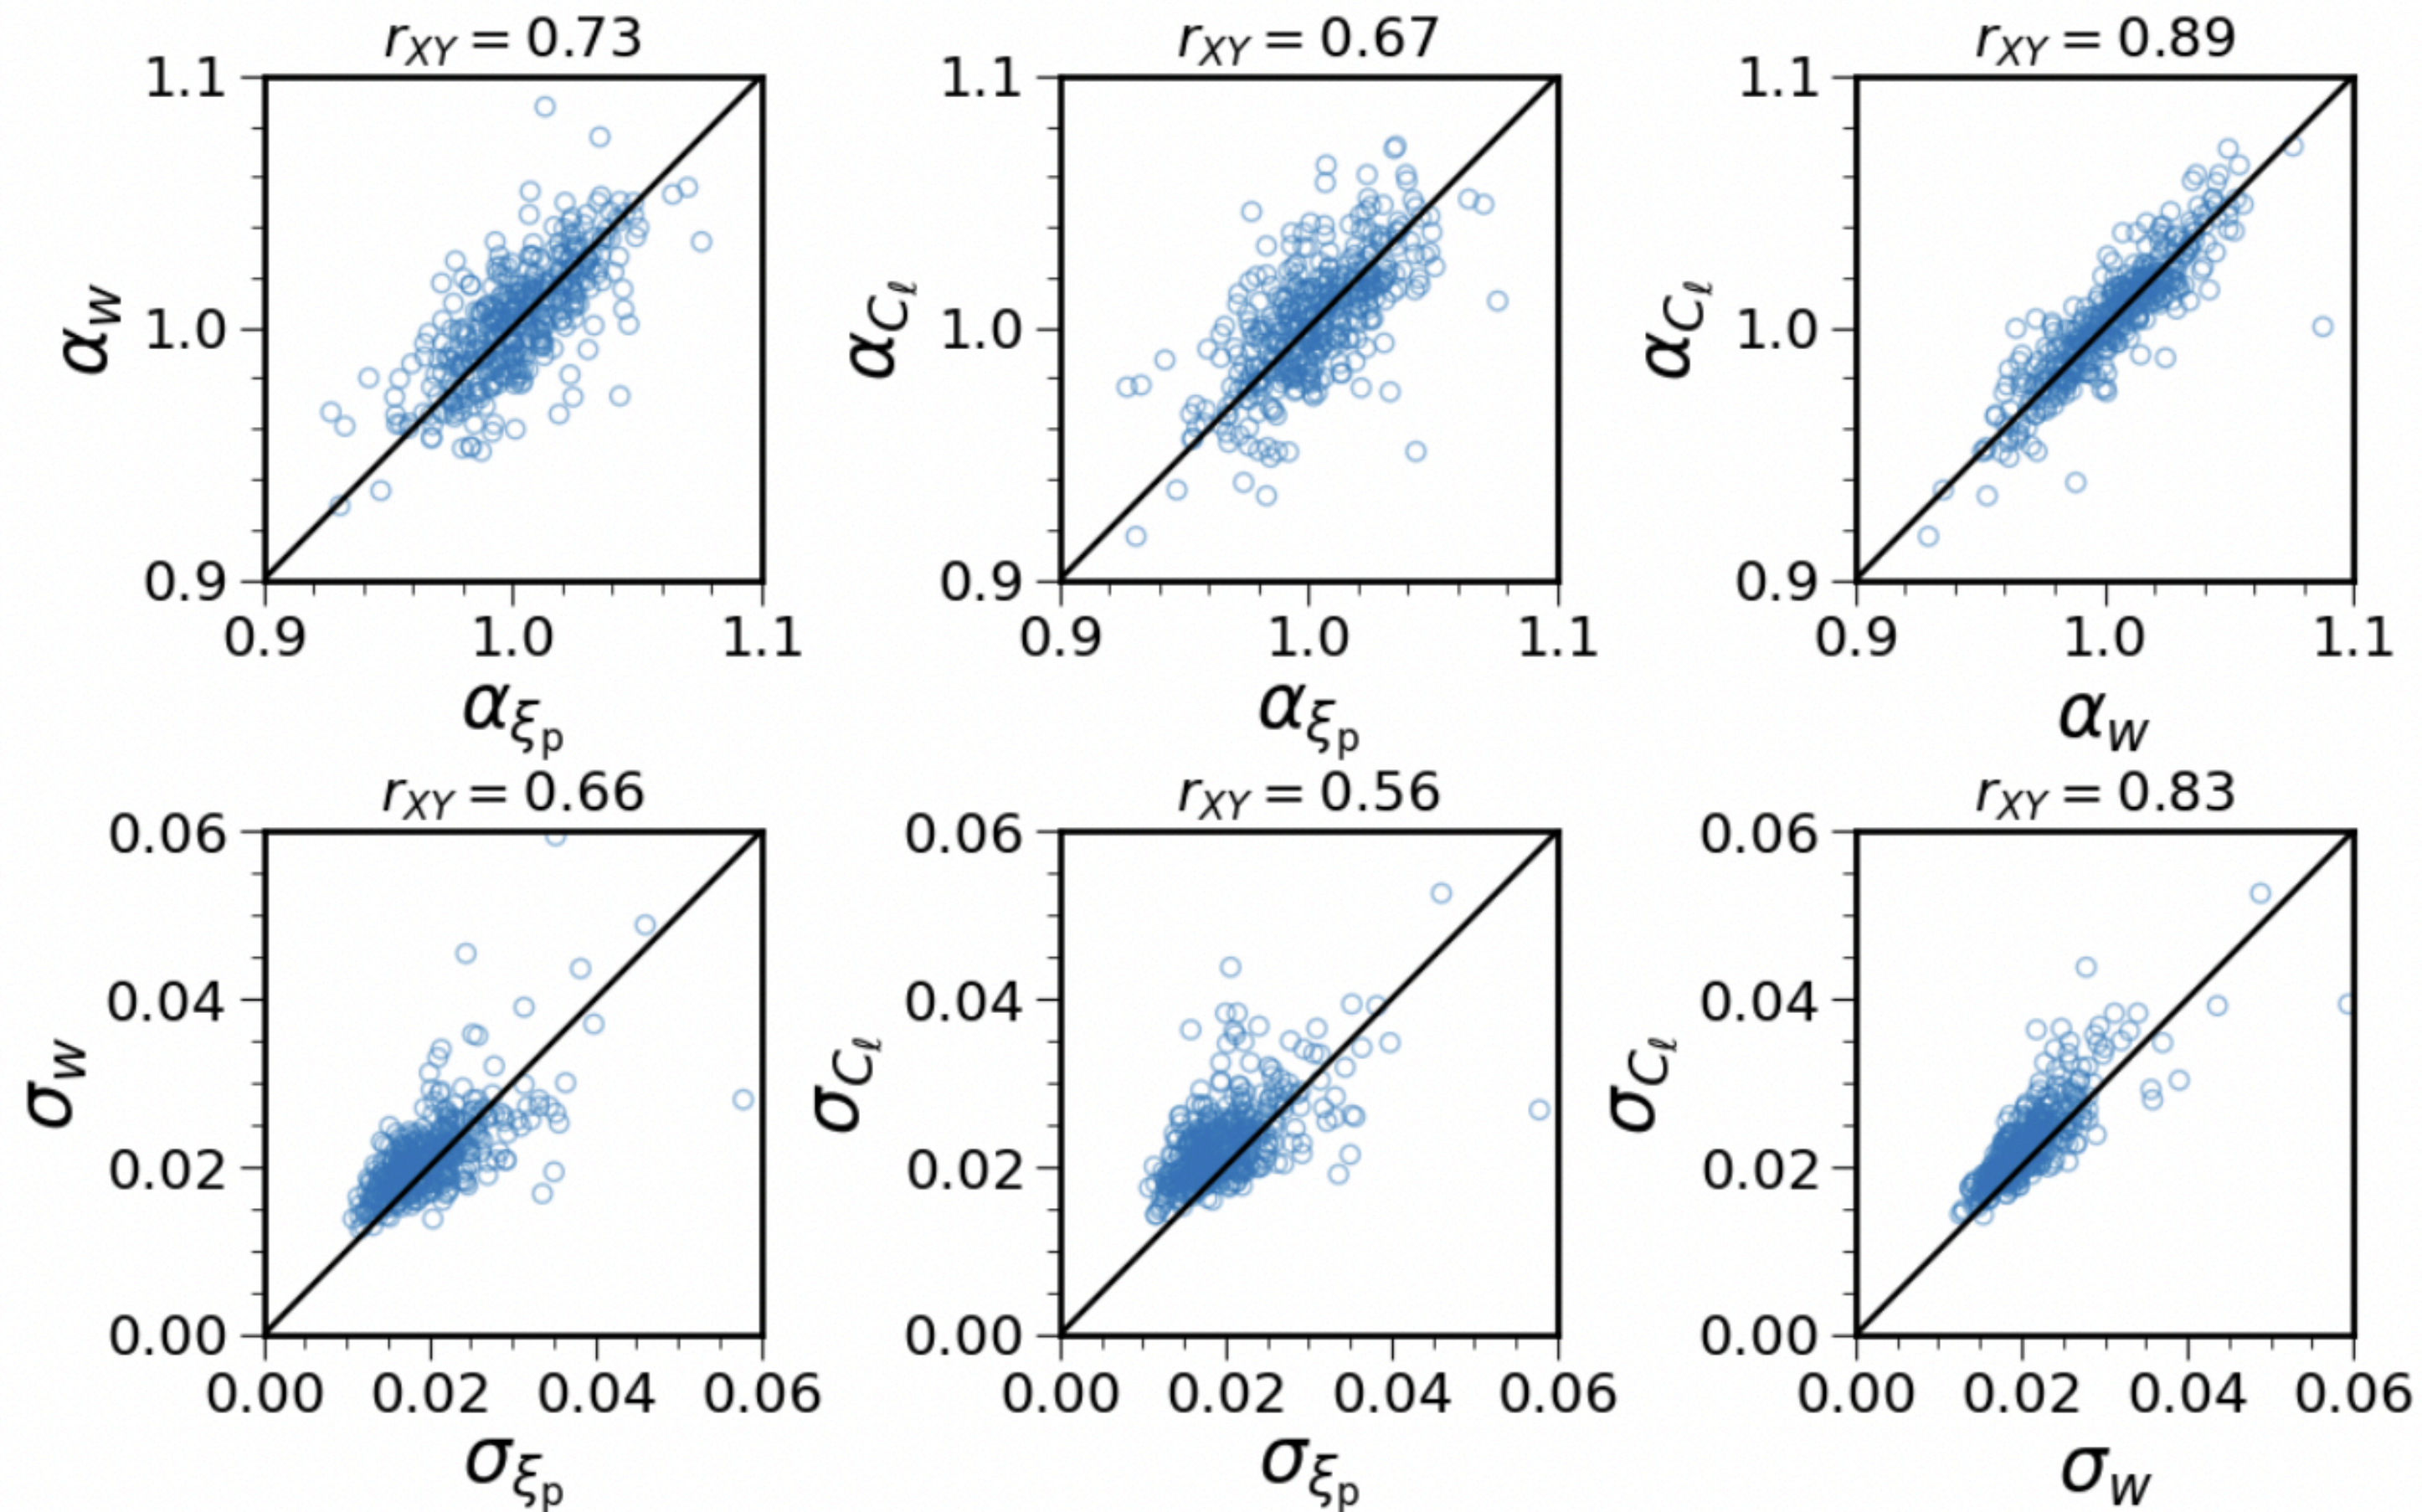 r_XY = 0.73 r_XY = 0.67 r_XY = 0.89
1.1 1.1 1.1
α_w 1.0 α_Cℓ 1.0 α_Cℓ 1.0
0.9 0.9 0.9
0.9 1.0 1.1 0.9 1.0 1.1 0.9 1.0 1.1
α_ξp α_ξp α_w
r_XY = 0.66 r_XY = 0.56 r_XY = 0.83
0.06 0.06 0.06
0.04 0.04 0.04
σ_w σ_Cℓ σ_Cℓ
0.02 0.02 0.02
0.00 0.00 0.00
0.00 0.02 0.04 0.06 0.00 0.02 0.04 0.06 0.00 0.02 0.04 0.06
σ_ξp σ_ξp σ_w